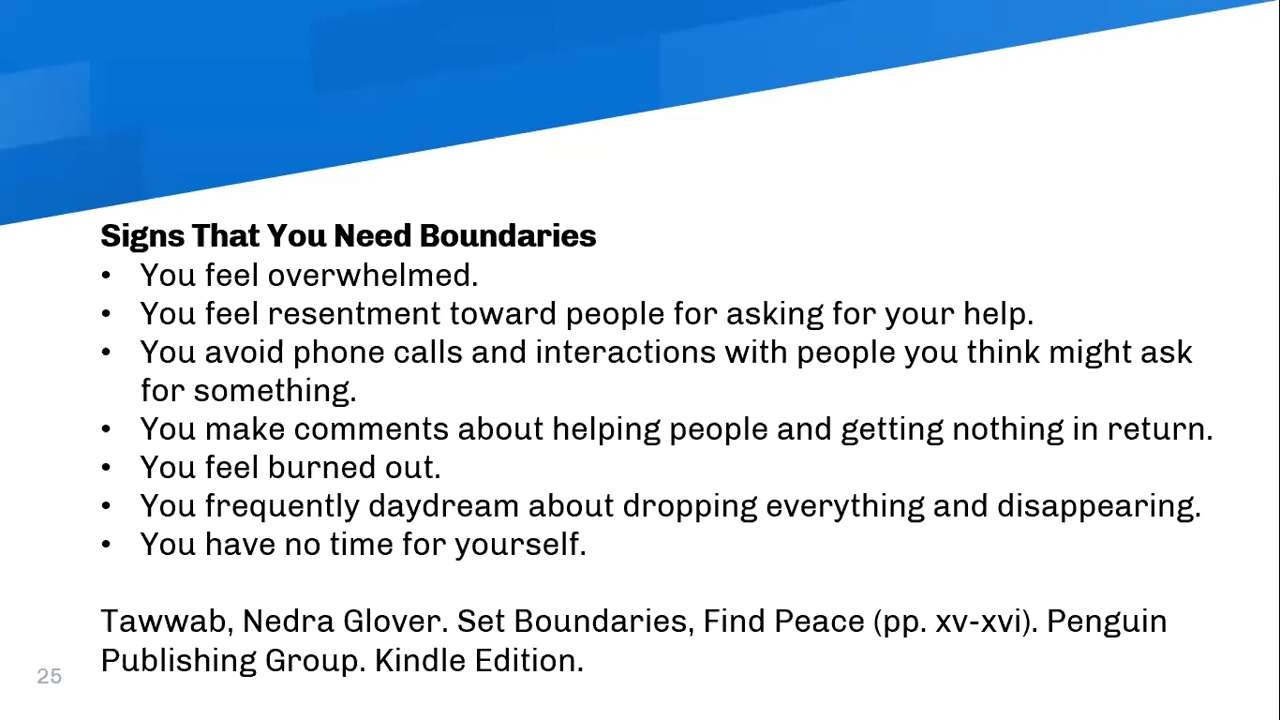 Signs That You Need Boundaries
• You feel overwhelmed.
• You feel resentment toward people for asking for your help.
• You avoid phone calls and interactions with people you think might ask
for something.
• You make comments about helping people and getting nothing in return.
• You feel burned out.
• You frequently daydream about dropping everything and disappearing.
• You have no time for yourself.
Tawwab, Nedra Glover. Set Boundaries, Find Peace (pp. xv-xvi). Penguin
Publishing Group. Kindle Edition.
25